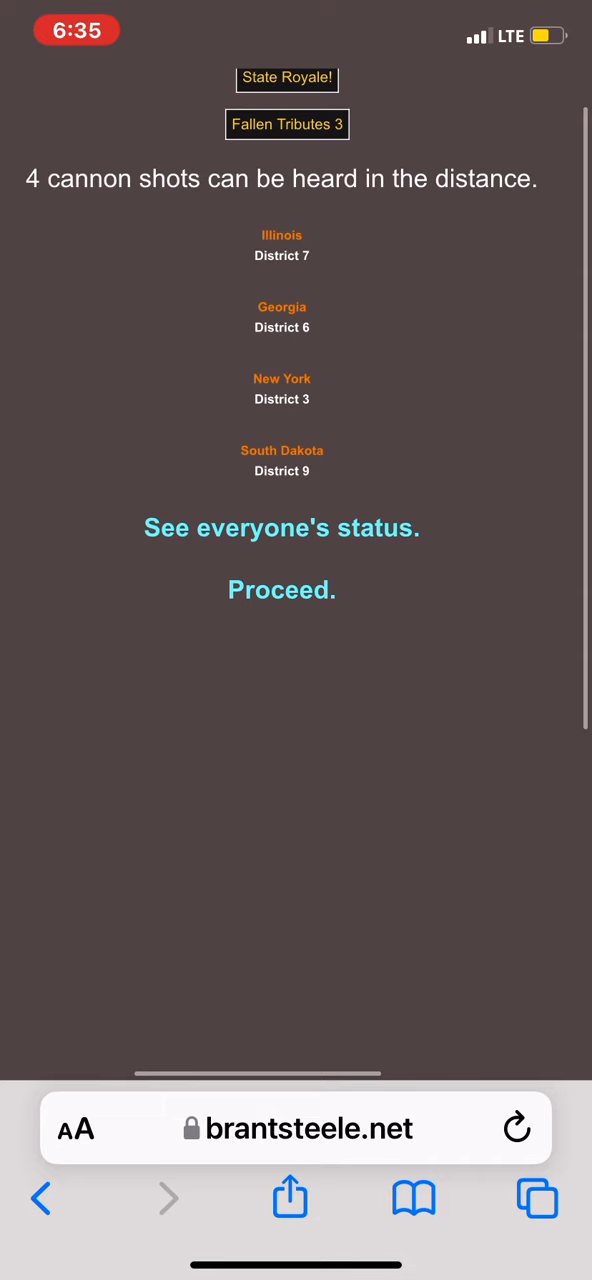 6:35
LTE
State Royale!
Fallen Tributes 3
4 cannon shots can be heard in the distance.
Illinois
District 7
Georgia
District 6
New York
District 3
South Dakota
District 9
See everyone's status.
Proceed.
AA
brantsteele.net